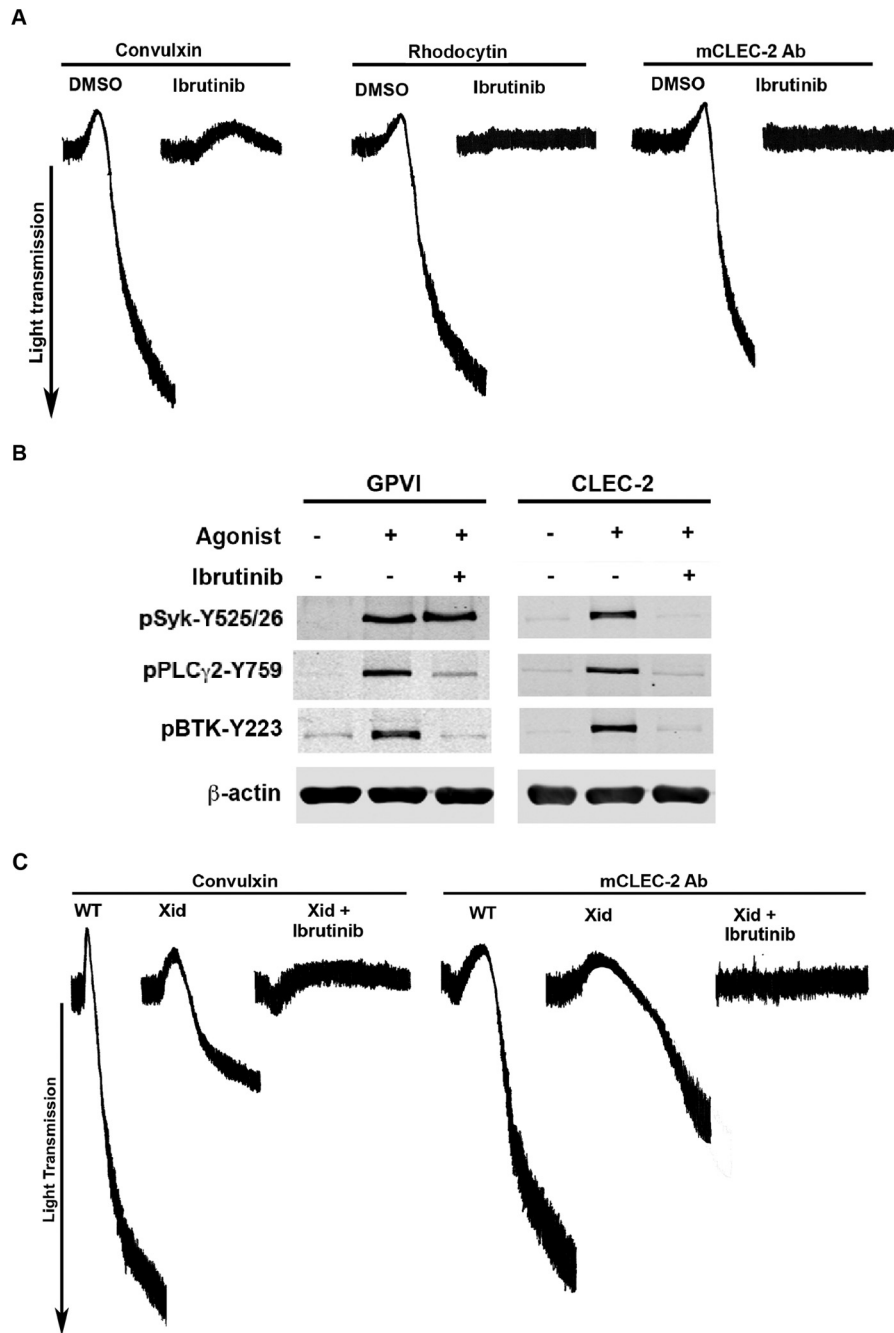 A
Convulxin
Rhodocytin
mCLEC-2 Ab
DMSO
Ibrutinib
DMSO
Ibrutinib
DMSO
Ibrutinib
Light transmission
B
GPVI
CLEC-2
Agonist - + + - + +
Ibrutinib - - + - - +
pSyk-Y525/26
pPLCγ2-Y759
pBTK-Y223
β-actin
C
Convulxin
mCLEC-2 Ab
WT
Xid
Xid +
Ibrutinib
WT
Xid
Xid +
Ibrutinib
Light Transmission